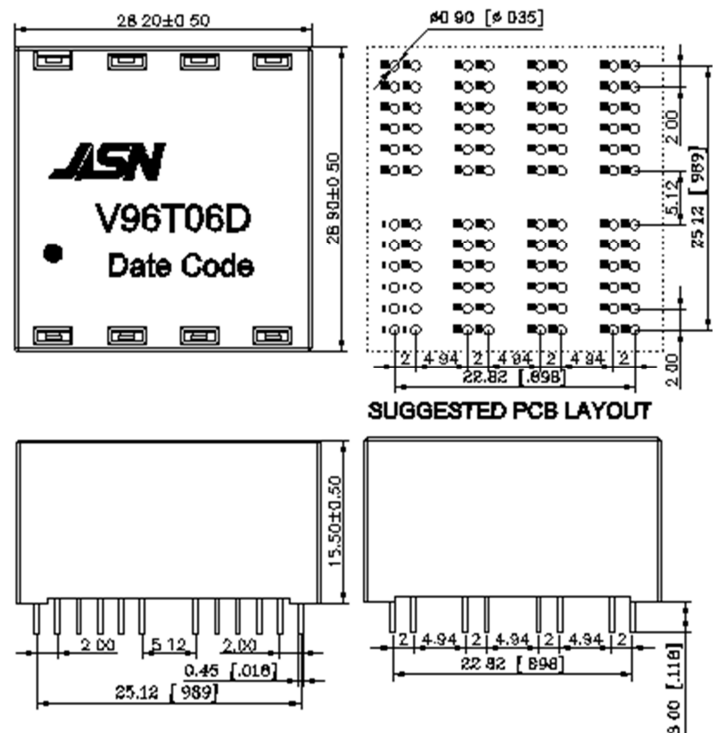 28.20±0.50
ø0.90 [ø.035]
JASN
V96T06D
Date Code
28.90±0.50
2.00
5.12
25.12 [.989]
2 4.94 2 4.94 2 4.94 2
2.00
22.82 [.898]
SUGGESTED PCB LAYOUT
15.50±0.50
2.00 5.12 2.00
0.45 [.018]
25.12 [.989]
2 4.94 2 4.94 2 4.94 2
22.82 [.898]
3.00 [.118]